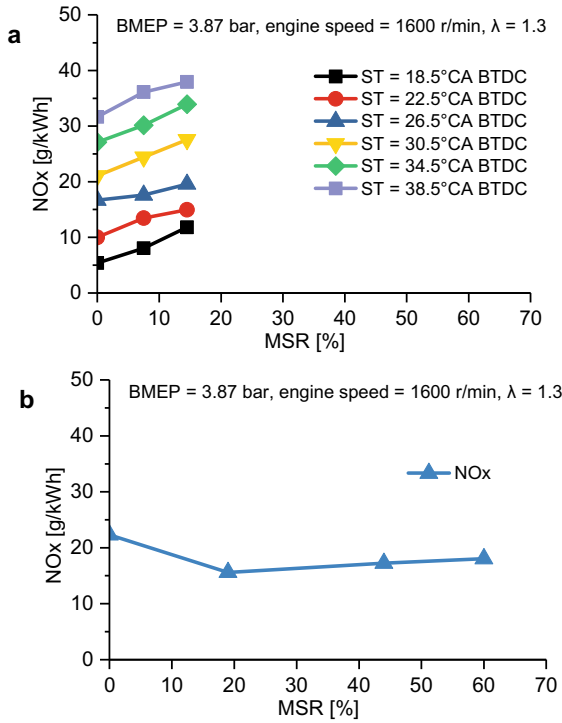 a
BMEP = 3.87 bar, engine speed = 1600 r/min, λ = 1.3
50
40
30
20
10
0
NOx [g/kWh]
ST = 18.5°CA BTDC
ST = 22.5°CA BTDC
ST = 26.5°CA BTDC
ST = 30.5°CA BTDC
ST = 34.5°CA BTDC
ST = 38.5°CA BTDC
0 10 20 30 40 50 60 70
MSR [%]
b
BMEP = 3.87 bar, engine speed = 1600 r/min, λ = 1.3
50
40
30
20
10
0
NOx [g/kWh]
NOx
0 10 20 30 40 50 60 70
MSR [%]